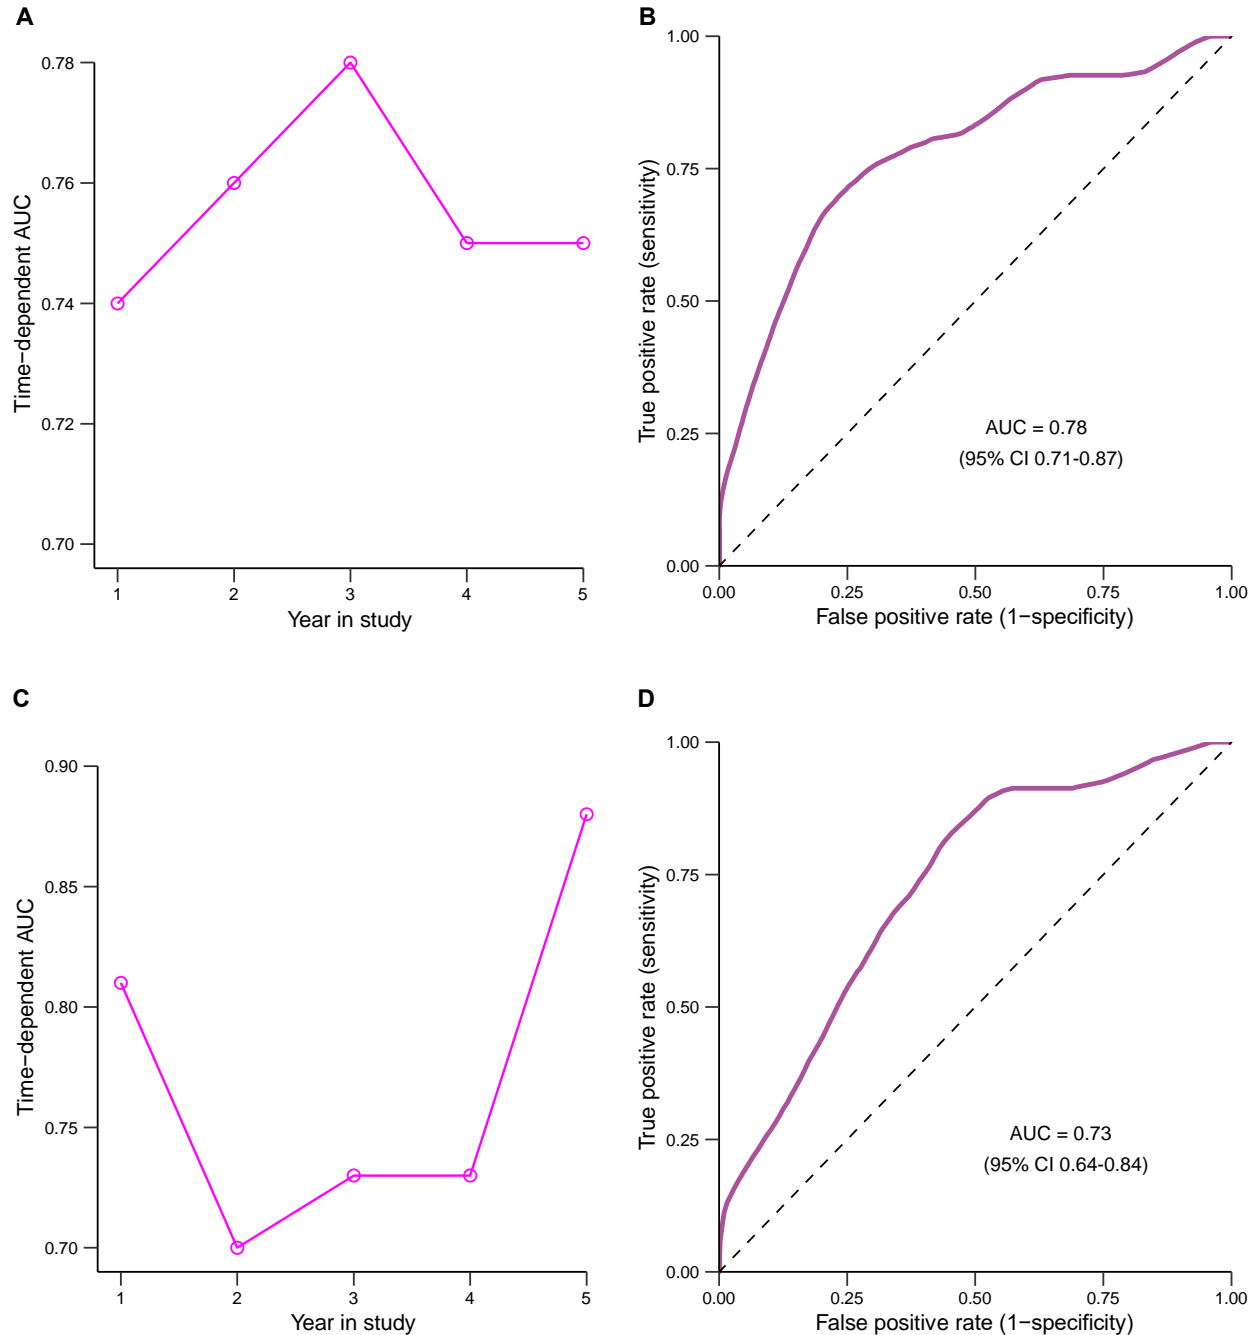 A
Time−dependent AUC
0.78
0.76
0.74
0.72
0.70
1 2 3 4 5
Year in study
B
True positive rate (sensitivity)
1.00
0.75
0.50
0.25
0.00
AUC = 0.78
(95% CI 0.71-0.87)
0.00 0.25 0.50 0.75 1.00
False positive rate (1−specificity)
C
Time−dependent AUC
0.90
0.85
0.80
0.75
0.70
1 2 3 4 5
Year in study
D
True positive rate (sensitivity)
1.00
0.75
0.50
0.25
0.00
AUC = 0.73
(95% CI 0.64-0.84)
0.00 0.25 0.50 0.75 1.00
False positive rate (1−specificity)